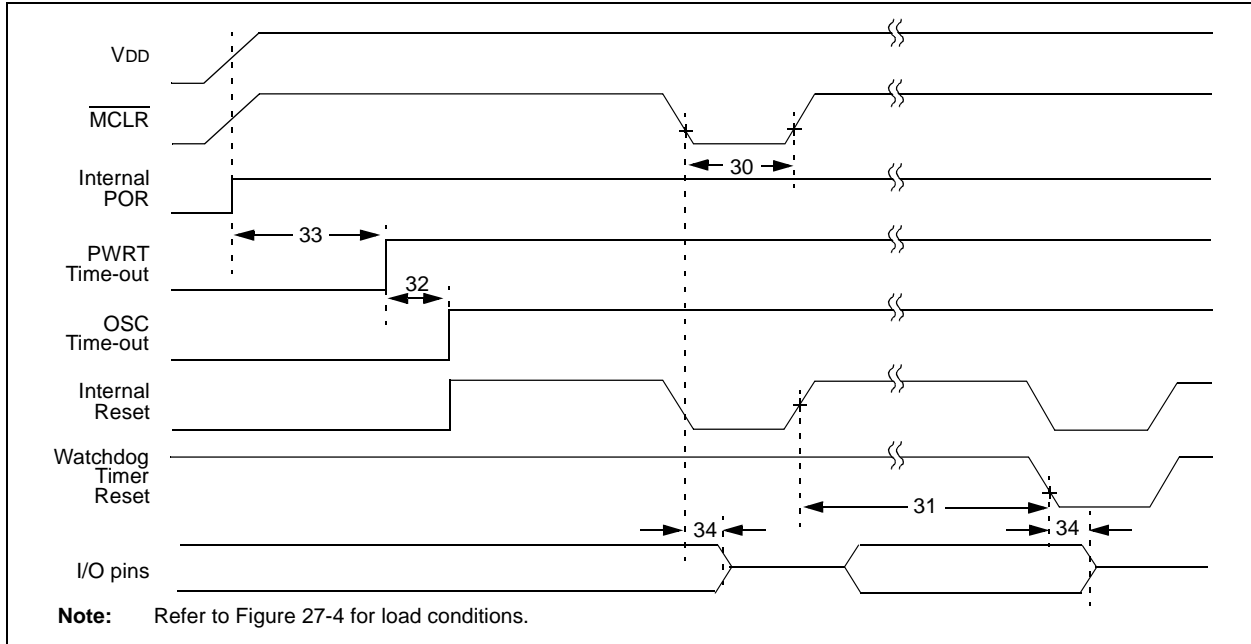 VDD
MCLR
30
Internal
POR
33
PWRT
Time-out
32
OSC
Time-out
Internal
Reset
Watchdog
Timer
Reset
31
34
34
I/O pins
Note: Refer to Figure 27-4 for load conditions.